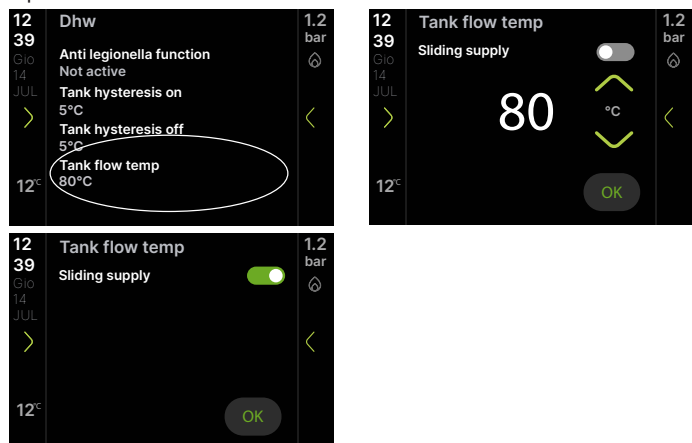 12
39
Gio
14
JUL
12°C
Dhw
Anti legionella function
Not active
Tank hysteresis on
5°C
Tank hysteresis off
5°C
Tank flow temp
80°C
1.2
bar
12
39
Gio
14
JUL
12°C
Tank flow temp
Sliding supply
80
°C
OK
1.2
bar
12
39
Gio
14
JUL
12°C
Tank flow temp
Sliding supply
OK
1.2
bar